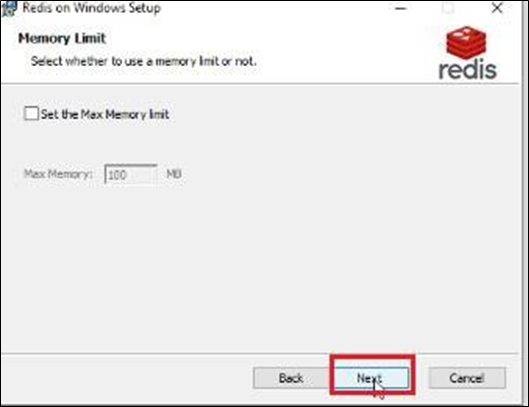 Redis on Windows Setup
Memory Limit
Select whether to use a memory limit or not.
redis
Set the Max Memory limit
Max Memory: 100 MB
Back Next Cancel